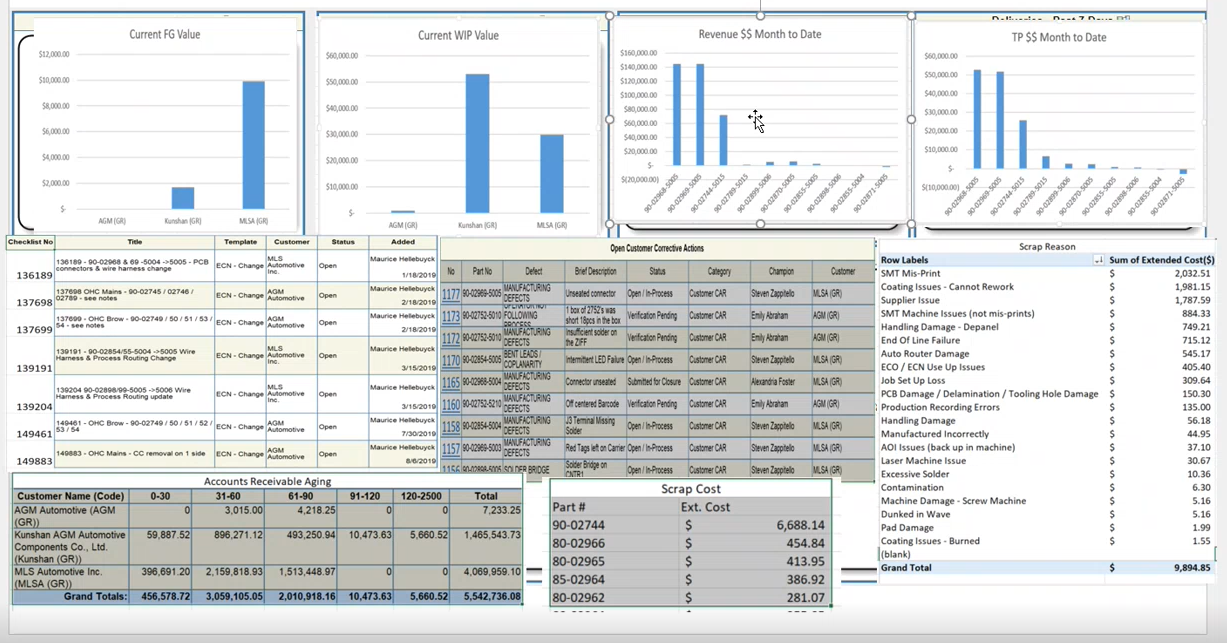 Current FG Value
$12,000.00
$10,000.00
$8,000.00
$6,000.00
$4,000.00
$2,000.00
$-
AGM (GR) Kunshan (GR) MLSA (GR)
Current WIP Value
$60,000.00
$50,000.00
$40,000.00
$30,000.00
$20,000.00
$10,000.00
$-
AGM (GR) Kunshan (GR) MLSA (GR)
Revenue $$ Month to Date
$160,000.00
$140,000.00
$120,000.00
$100,000.00
$80,000.00
$60,000.00
$40,000.00
$20,000.00
$-
$(20,000.00)
90-02968-5005 90-02969-5005 90-02744-5015 90-02789-5015 90-02899-5006 90-02870-5005 90-02855-5005 90-02898-5006 90-02855-5004 90-02871-5005
Deliveries - Past 7 Days
TP $$ Month to Date
$60,000.00
$50,000.00
$40,000.00
$30,000.00
$20,000.00
$10,000.00
$-
$(10,000.00)
90-02968-5005 90-02969-5005 90-02744-5015 90-02789-5015 90-02899-5006 90-02870-5005 90-02855-5005 90-02898-5006 90-02855-5004 90-02871-5005
Checklist No Title Template Customer Status Added
136189 136189 - 90-02968 & 69 -5004 ->5005 - PCB connectors & wire harness change ECN - Change MLS Automotive Inc. Open Maurice Hellebuyck 1/18/2019
137698 137698 OHC Mains - 90-02745 / 02746 / 02789 - see notes ECN - Change AGM Automotive Open Maurice Hellebuyck 2/18/2019
137699 137699 - OHC Brow - 90-02749 / 50 / 51 / 53 / 54 - see notes ECN - Change AGM Automotive Open Maurice Hellebuyck 2/18/2019
139191 139191 - 90-02854/55-5004 ->5005 Wire Harness & Process Routing Change ECN - Change MLS Automotive Inc. Open Maurice Hellebuyck 3/15/2019
139204 139204 90-02898/99-5005 ->5006 Wire Harness & Process Routing update ECN - Change MLS Automotive Inc. Open Maurice Hellebuyck 3/15/2019
149461 149461 - OHC Brow - 90-02749 / 50 / 51 / 52 / 53 / 54 ECN - Change AGM Automotive Open Maurice Hellebuyck 7/30/2019
149883 149883 - OHC Mains - CC removal on 1 side ECN - Change AGM Automotive Open Maurice Hellebuyck 8/6/2019
Open Customer Corrective Actions
No Part No Defect Brief Description Status Category Champion Customer
1177 90-02969-5005 MANUFACTURING DEFECTS Unseated connector Open / In-Process Customer CAR Steven Zappitello MLSA (GR)
1173 90-02752-5010 FOLLOWING 1 box of 2752's was short 18pcs in the box Verification Pending Customer CAR Emily Abraham AGM (GR)
1172 90-02752-5010 MANUFACTURING DEFECTS Insufficient solder on the ZIFF Verification Pending Customer CAR Emily Abraham AGM (GR)
1170 90-02854-5005 BENT LEADS / COPLANARITY Intermittent LED Failure Open / In-Process Customer CAR Steven Zappitello MLSA (GR)
1165 90-02968-5004 MANUFACTURING DEFECTS Connector unseated Submitted for Closure Customer CAR Alexandria Foster MLSA (GR)
1160 90-02752-5210 MANUFACTURING DEFECTS Off centered Barcode Verification Pending Customer CAR Emily Abraham AGM (GR)
1158 90-02744-5014 MANUFACTURING DEFECTS J3 Terminal Missing Solder Open / In-Process Customer CAR Steven Zappitello MLSA (GR)
1157 90-02969-5003 MANUFACTURING DEFECTS Red Tags left on Carrier Open / In-Process Customer CAR Steven Zappitello MLSA (GR)
1156 90-02898-5005 SOLDER BRIDGE Solder Bridge on CNTR1 Open / In-Process Customer CAR Steven Zappitello MLSA (GR)
Scrap Reason
Row Labels Sum of Extended Cost($)
SMT Mis-Print $ 2,032.51
Coating Issues - Cannot Rework $ 1,981.15
Supplier Issue $ 1,787.59
SMT Machine Issues (not mis-prints) $ 884.33
Handling Damage - Depanel $ 749.21
End Of Line Failure $ 715.12
Auto Router Damage $ 545.17
ECO / ECN Use Up Issues $ 405.40
Job Set Up Loss $ 309.64
PCB Damage / Delamination / Tooling Hole Damage $ 150.30
Production Recording Errors $ 135.00
Handling Damage $ 56.18
Manufactured Incorrectly $ 44.95
AOI Issues (back up in machine) $ 37.10
Laser Machine Issue $ 30.67
Excessive Solder $ 10.36
Contamination $ 6.30
Machine Damage - Screw Machine $ 5.16
Dunked in Wave $ 5.16
Pad Damage $ 1.99
Coating Issues - Burned $ 1.55
(blank)
Grand Total $ 9,894.85
Accounts Receivable Aging
Customer Name (Code) 0-30 31-60 61-90 91-120 120-2500 Total
AGM Automotive (AGM (GR)) 0 3,015.00 4,218.25 0 0 7,233.25
Kunshan AGM Automotive Components Co., Ltd. (Kunshan (GR)) 59,887.52 896,271.12 493,250.94 10,473.63 5,660.52 1,465,543.73
MLS Automotive Inc. (MLSA (GR)) 396,691.20 2,159,818.93 1,513,448.97 0 0 4,069,959.10
Grand Totals: 456,578.72 3,059,105.05 2,010,918.16 10,473.63 5,660.52 5,542,736.08
Scrap Cost
Part # Ext. Cost
90-02744 $ 6,688.14
80-02966 $ 454.84
80-02965 $ 413.95
85-02964 $ 386.92
80-02962 $ 281.07